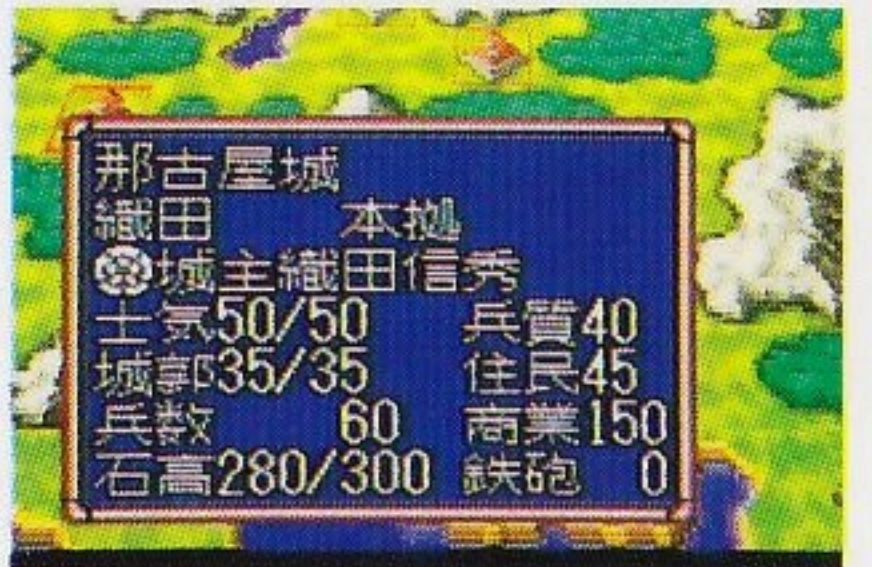 那古屋城
織田 本拠
城主織田信秀
士気50/50 兵質40
城郭35/35 住民45
兵数 60 商業150
石高280/300 鉄砲 0